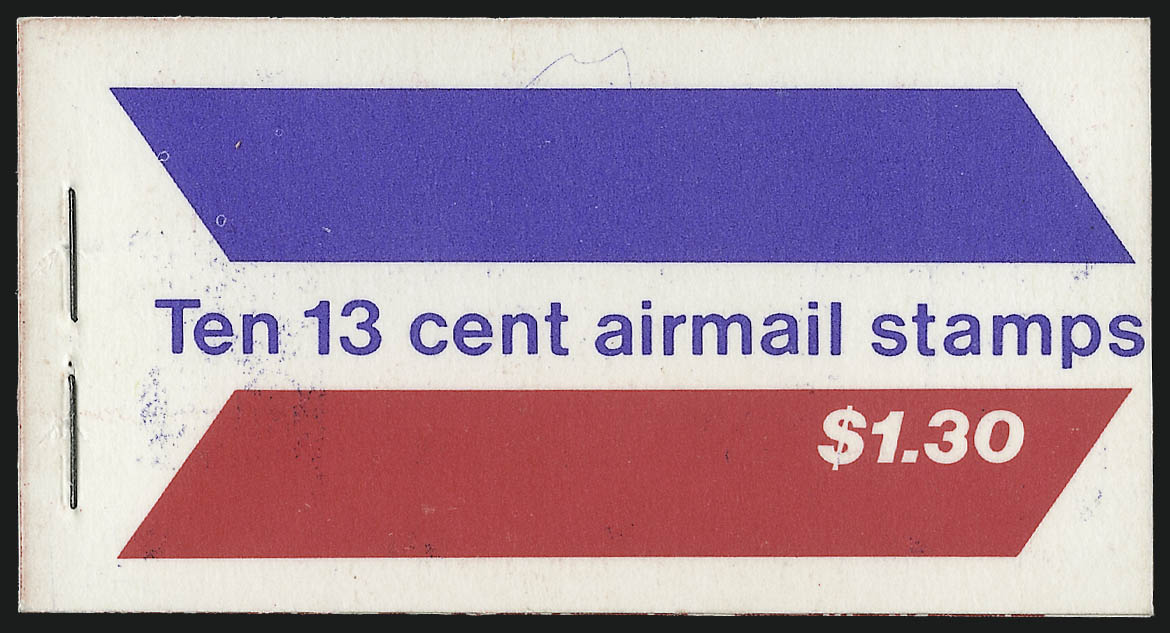 Ten 13 cent airmail stamps
$1.30